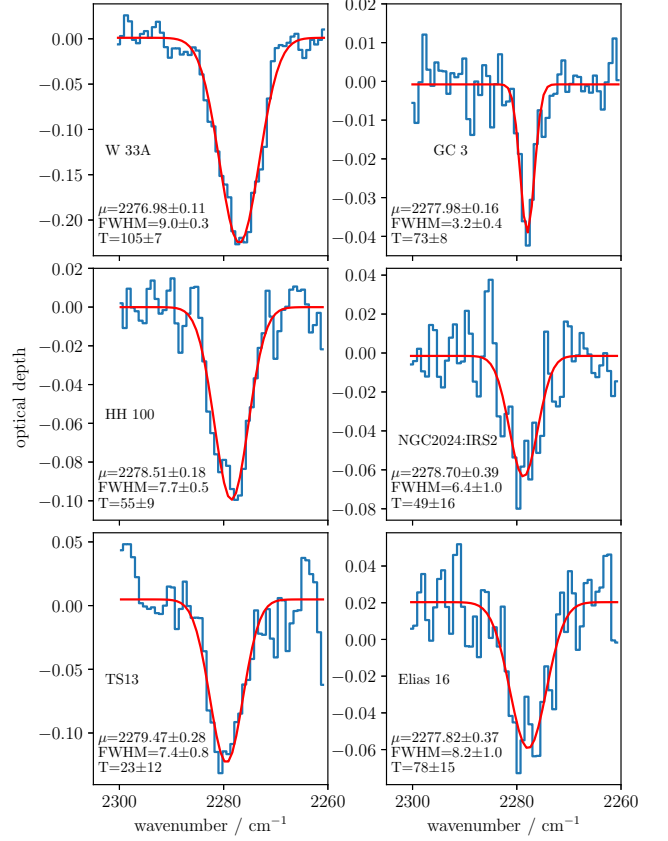 0.00
−0.05
−0.10
−0.15
−0.20
W 33A
μ=2276.98±0.11
FWHM=9.0±0.3
T=105±7
0.02
0.01
0.00
−0.01
−0.02
−0.03
−0.04
GC 3
μ=2277.98±0.16
FWHM=3.2±0.4
T=73±8
optical depth
0.02
0.00
−0.02
−0.04
−0.06
−0.08
−0.10
HH 100
μ=2278.51±0.18
FWHM=7.7±0.5
T=55±9
0.04
0.02
0.00
−0.02
−0.04
−0.06
−0.08
NGC2024:IRS2
μ=2278.70±0.39
FWHM=6.4±1.0
T=49±16
0.05
0.00
−0.05
−0.10
TS13
μ=2279.47±0.28
FWHM=7.4±0.8
T=23±12
2300 2280 2260
wavenumber / cm⁻¹
0.04
0.02
0.00
−0.02
−0.04
−0.06
Elias 16
μ=2277.82±0.37
FWHM=8.2±1.0
T=78±15
2300 2280 2260
wavenumber / cm⁻¹